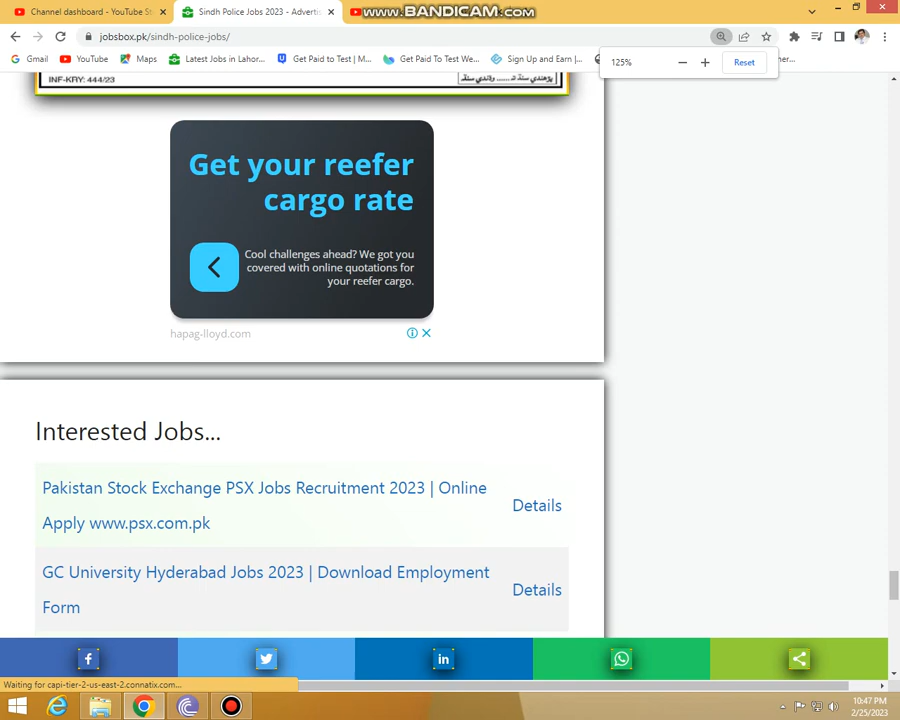 Channel dashboard - YouTube St
Sindh Police Jobs 2023 - Advertis
WWW.BANDICAM.COM
jobsbox.pk/sindh-police-jobs/
Gmail
YouTube
Maps
Latest Jobs in Lahor...
Get Paid to Test | M...
Get Paid To Test We...
Sign Up and Earn |...
her...
125%
Reset
INF-KRY: 444/23
Get your reefer
cargo rate
Cool challenges ahead? We got you
covered with online quotations for
your reefer cargo.
hapag-lloyd.com
Interested Jobs...
Pakistan Stock Exchange PSX Jobs Recruitment 2023 | Online
Apply www.psx.com.pk
Details
GC University Hyderabad Jobs 2023 | Download Employment
Form
Details
Waiting for capi-tier-2-us-east-2.connatix.com...
10:47 PM
2/25/2023